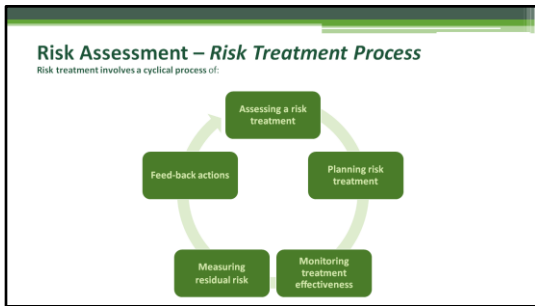 Risk Assessment – Risk Treatment Process
Risk treatment involves a cyclical process of:
Assessing a risk
treatment
Planning risk
treatment
Monitoring
treatment
effectiveness
Measuring
residual risk
Feed-back actions